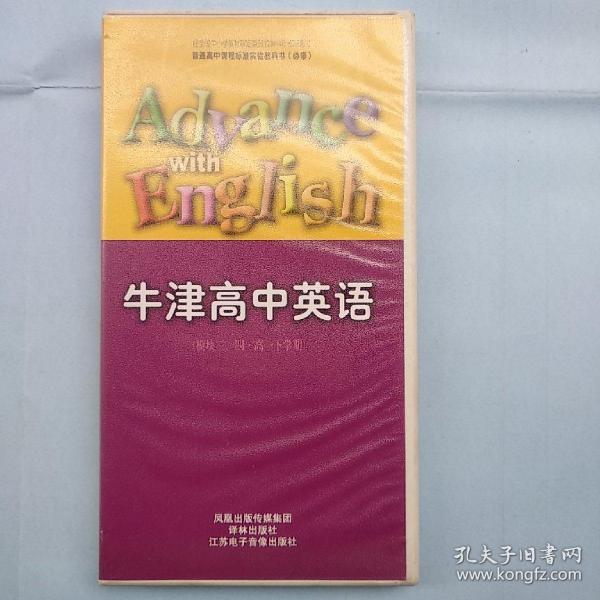 普通高中课程标准实验教科书(必修)
Advance
with
English
牛津高中英语
凤凰出版传媒集团
译林出版社
江苏电子音像出版社
孔夫子旧书网
www.kongfz.com